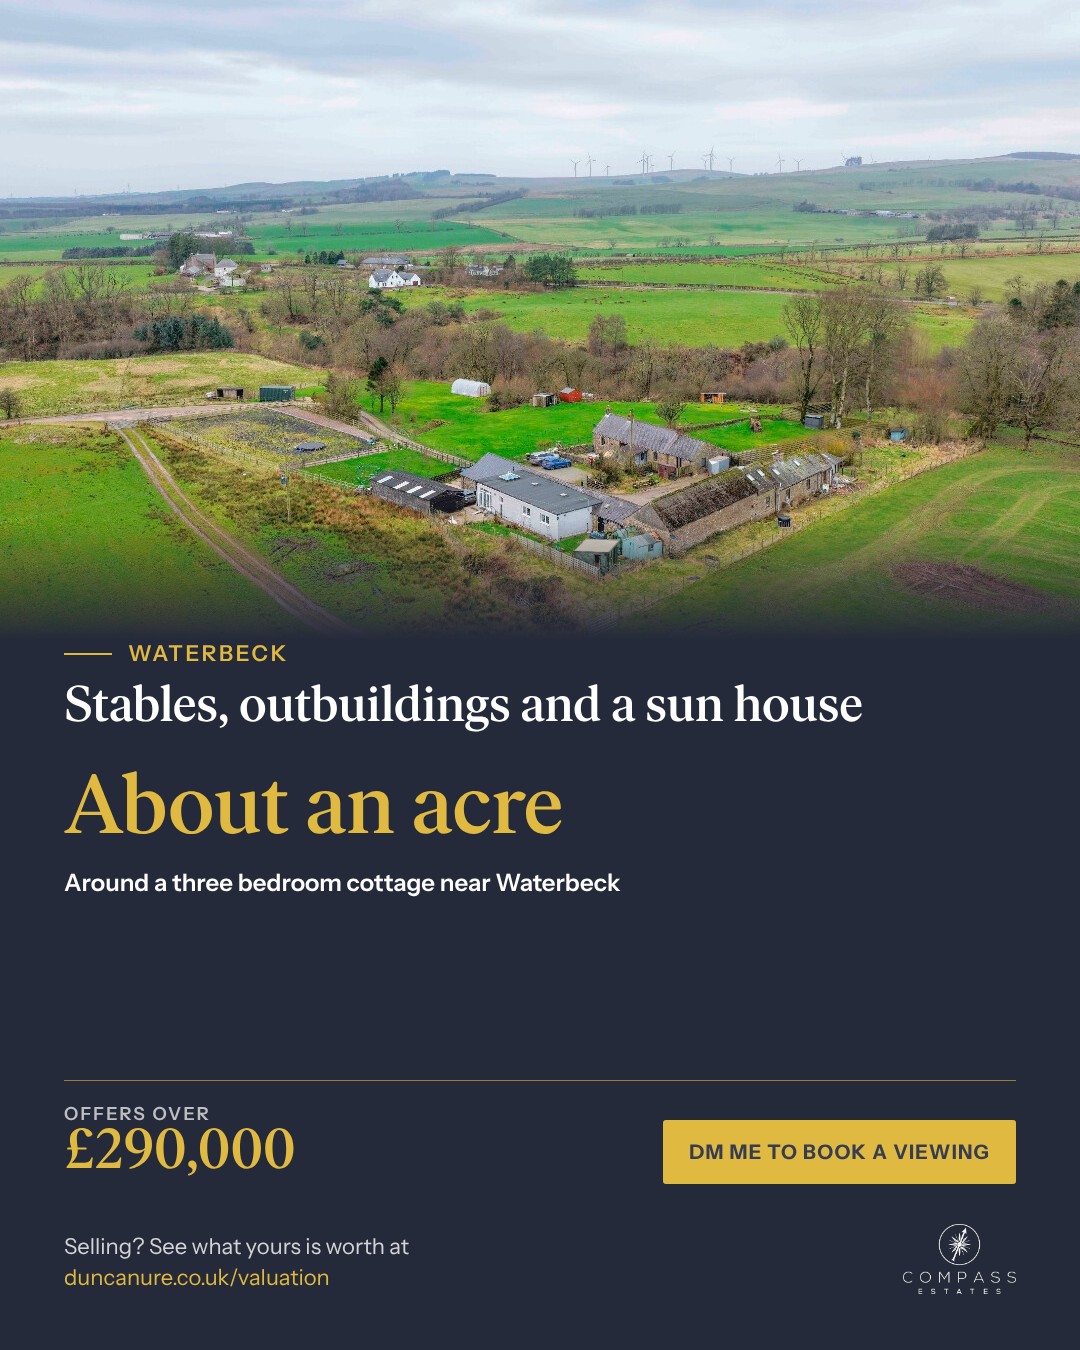 WATERBECK
Stables, outbuildings and a sun house
About an acre
Around a three bedroom cottage near Waterbeck
OFFERS OVER
£290,000
DM ME TO BOOK A VIEWING
Selling? See what yours is worth at
duncanure.co.uk/valuation
COMPASS
ESTATES